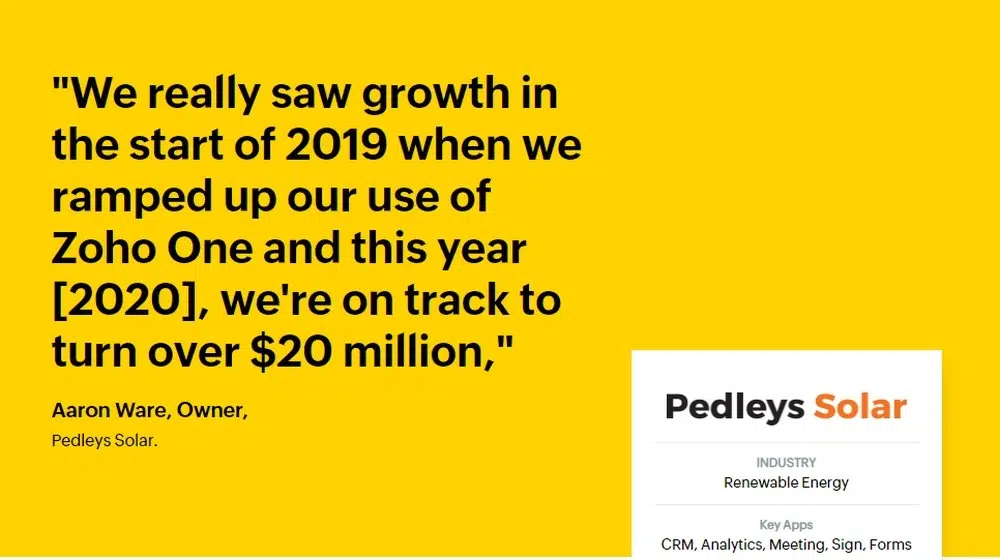 "We really saw growth in
the start of 2019 when we
ramped up our use of
Zoho One and this year
[2020], we're on track to
turn over $20 million,"
Aaron Ware, Owner,
Pedleys Solar.
Pedleys Solar
INDUSTRY
Renewable Energy
Key Apps
CRM, Analytics, Meeting, Sign, Forms